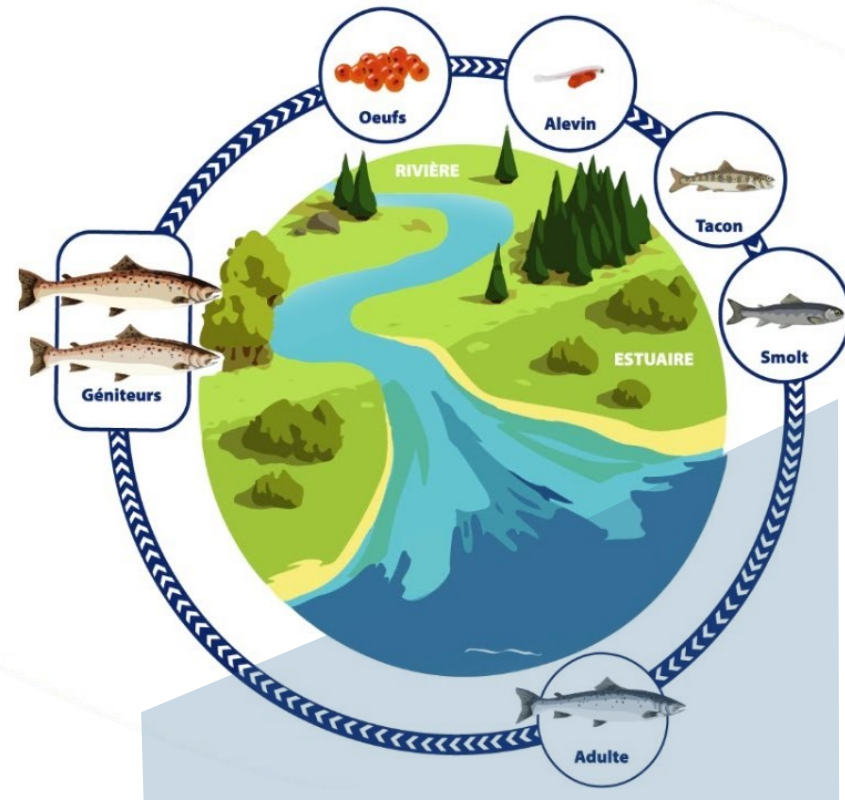 Oeufs
Alevin
RIVIÈRE
Tacon
Smolt
ESTUAIRE
Géniteurs
Adulte